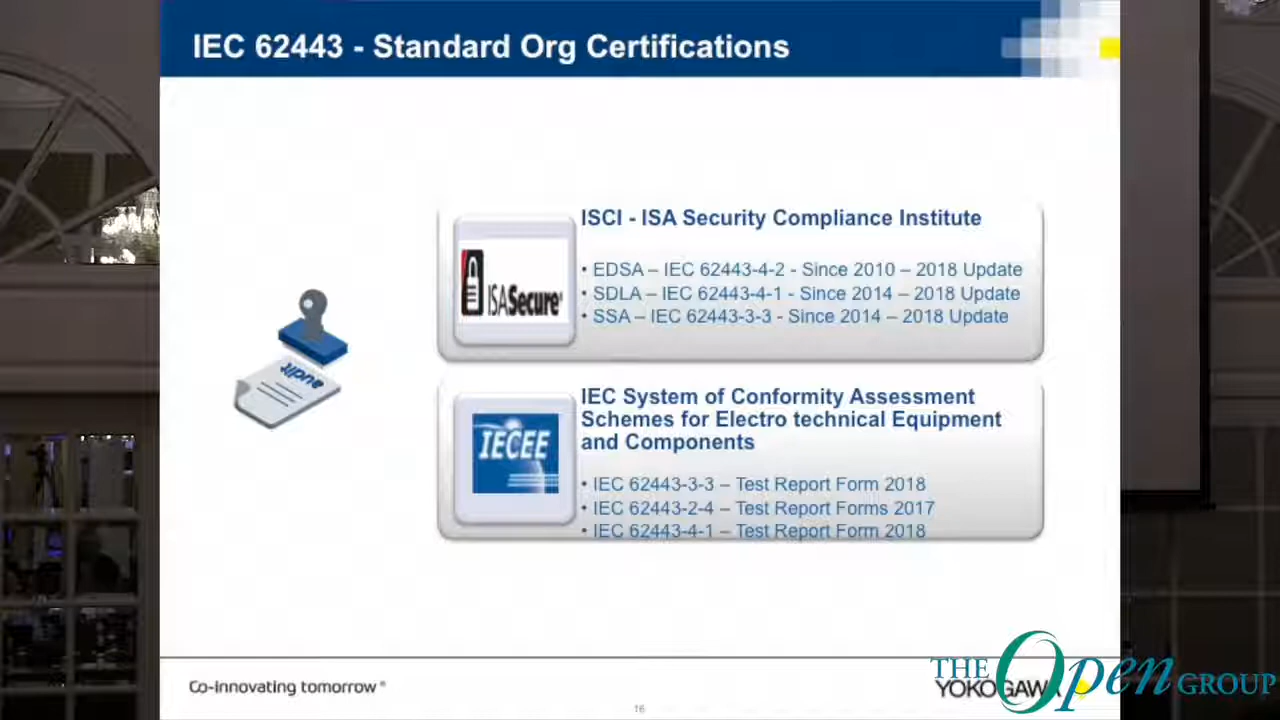 IEC 62443 - Standard Org Certifications
ISCI - ISA Security Compliance Institute
• EDSA – IEC 62443-4-2 - Since 2010 – 2018 Update
• SDLA – IEC 62443-4-1 - Since 2014 – 2018 Update
• SSA – IEC 62443-3-3 - Since 2014 – 2018 Update
ISASecure®
audit
IEC System of Conformity Assessment
Schemes for Electro technical Equipment
and Components
IECEE
• IEC 62443-3-3 – Test Report Form 2018
• IEC 62443-2-4 – Test Report Forms 2017
• IEC 62443-4-1 – Test Report Form 2018
Co-innovating tomorrow®
YOKOGAWA
THE Open GROUP
16